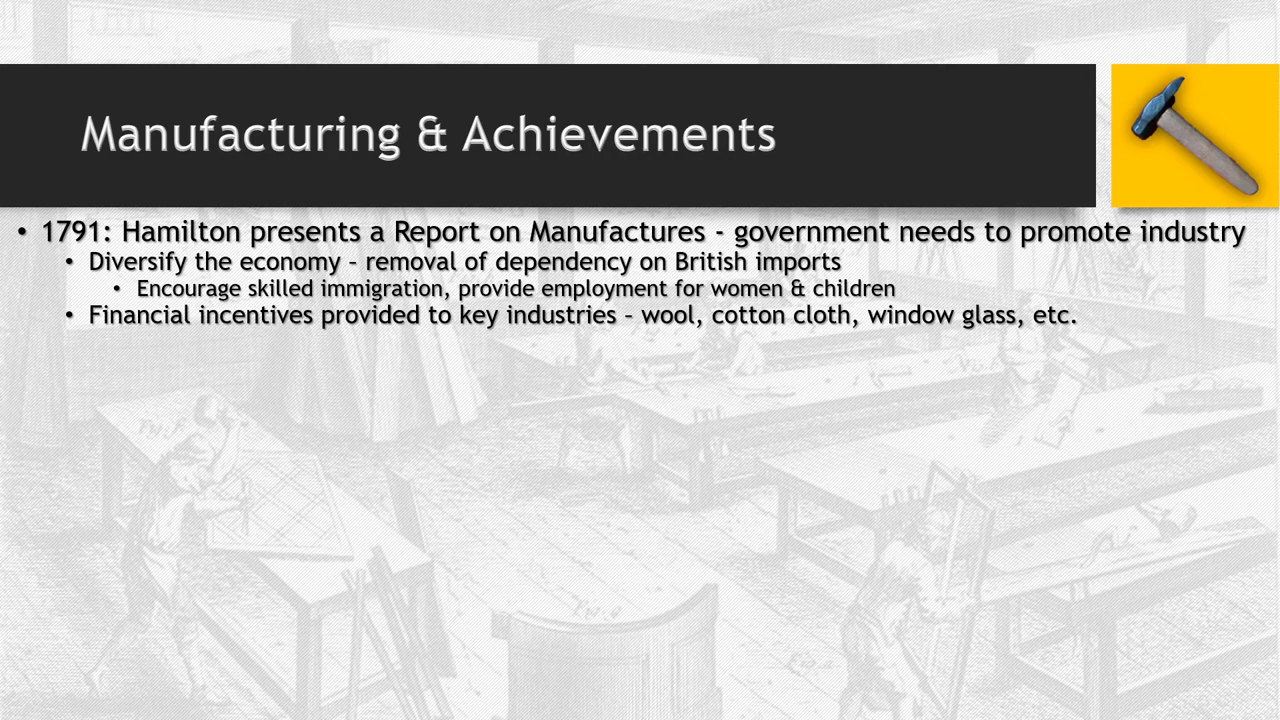 Manufacturing & Achievements
• 1791: Hamilton presents a Report on Manufactures - government needs to promote industry
• Diversify the economy – removal of dependency on British imports
• Encourage skilled immigration, provide employment for women & children
• Financial incentives provided to key industries – wool, cotton cloth, window glass, etc.